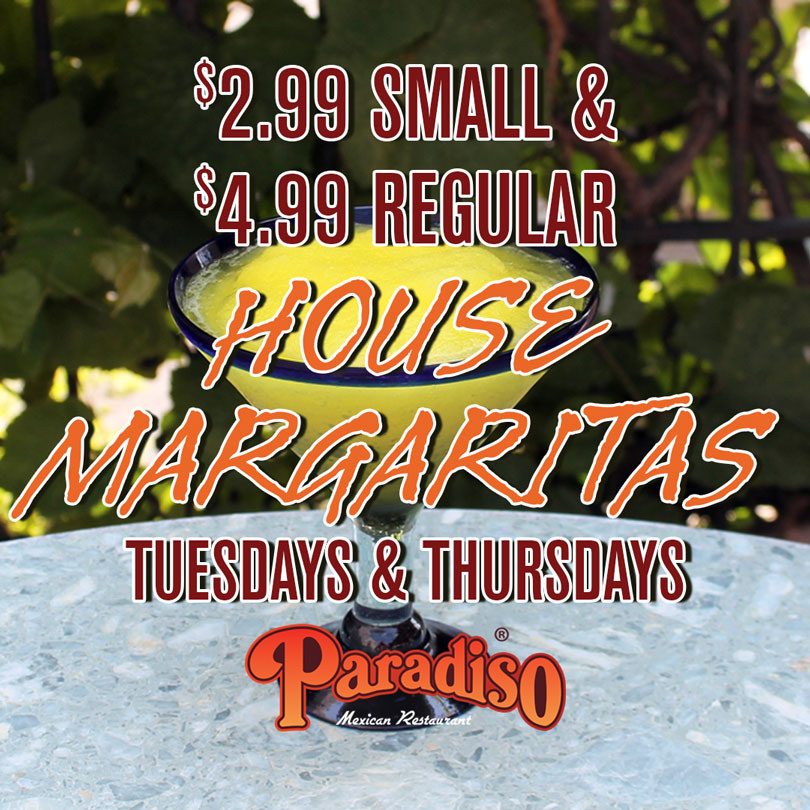 $2.99 SMALL &
$4.99 REGULAR
HOUSE
MARGARITAS
TUESDAYS & THURSDAYS
Paradiso®
Mexican Restaurant